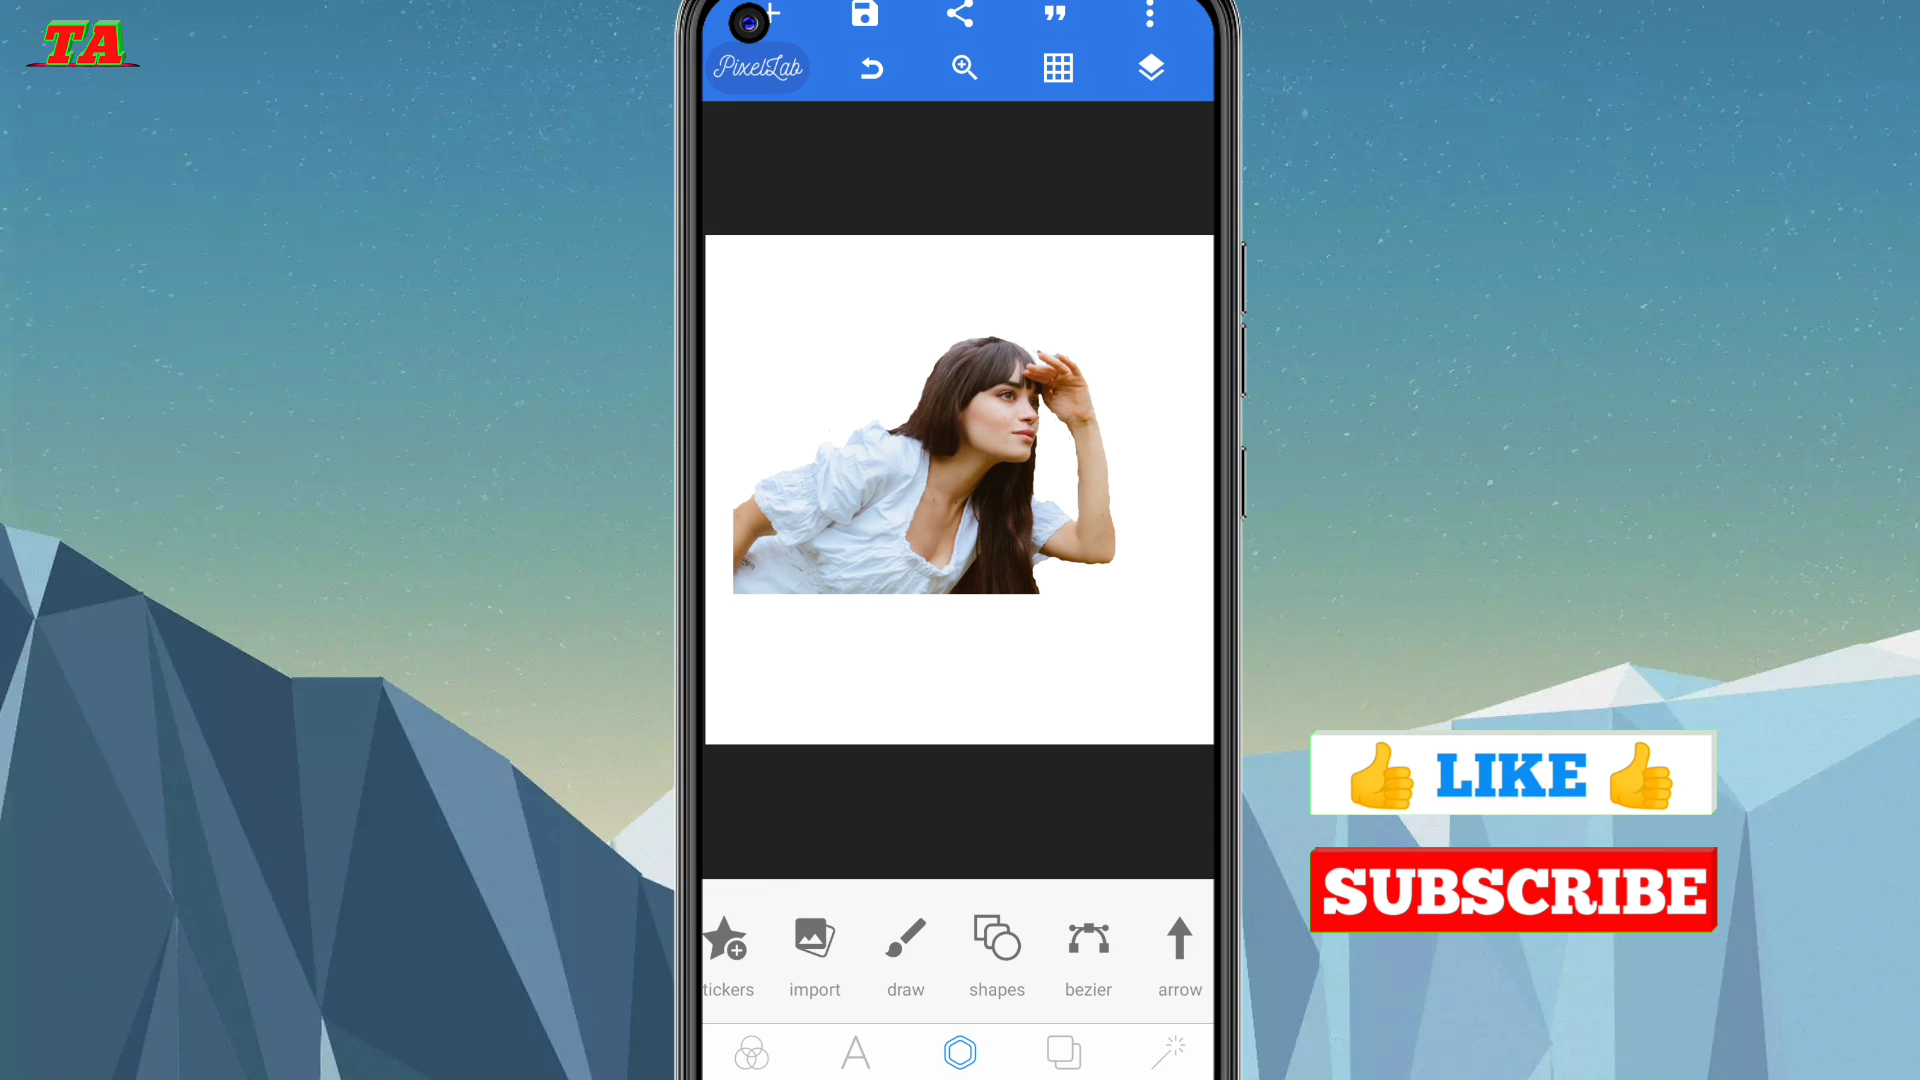 TA
PixelLab
LIKE
SUBSCRIBE
tickers import draw shapes bezier arrow